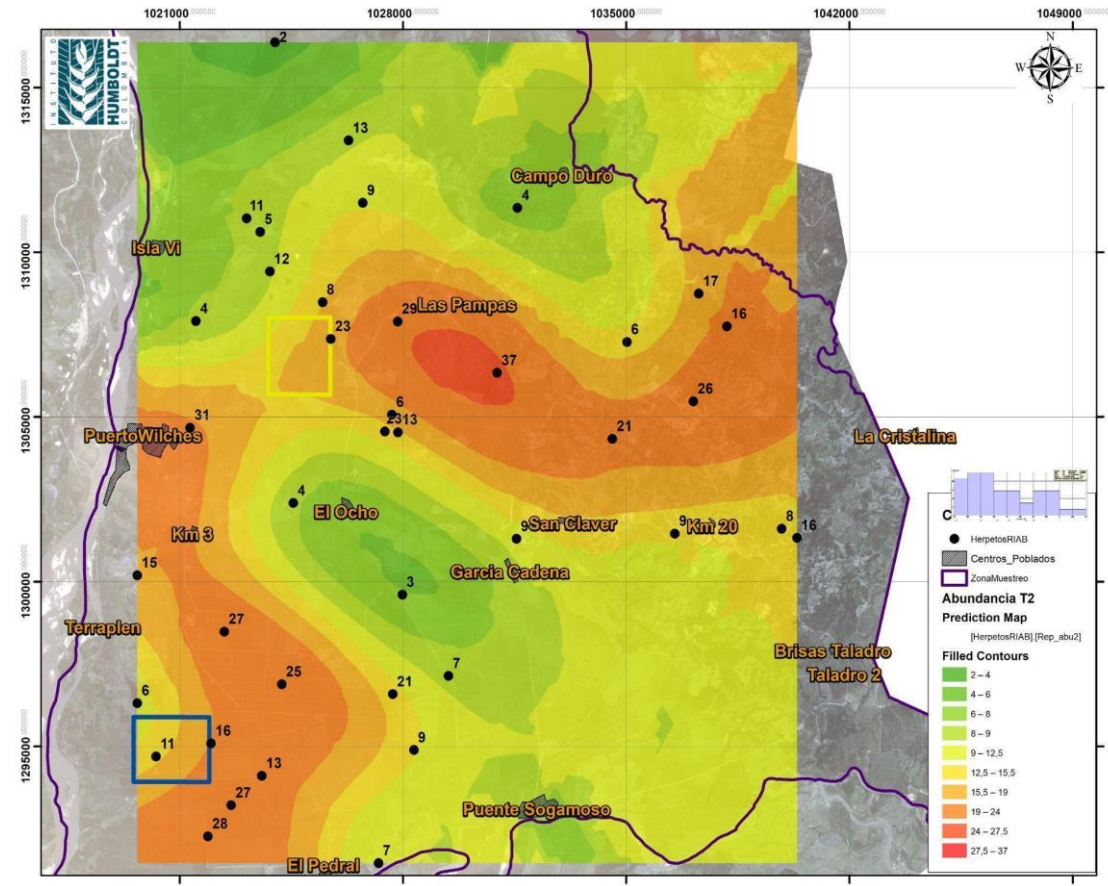 1021000
1028000
1035000
1042000
1049000
INSTITUTO
HUMBOLDT
COLOMBIA
N
W E
S
1315000
1310000
1305000
1300000
1295000
2
13
Campo Duro
9
4
11
5
Isla Vi
12
17
8
29
Las Pampas
4
16
23
6
37
26
6
31
23
13
21
PuertoWilches
La Cristalina
4
El Ocho
San Claver
9
9
Km 20
8
16
Km 3
Garcia Cadena
15
3
27
Terraplen
Brisas Taladro
Taladro 2
7
25
21
6
16
11
9
13
27
Puente Sogamoso
28
7
El Pedral
C
HerpetosRIAB
Centros_Poblados
ZonaMuestreo
Abundancia T2
Prediction Map
[HerpetosRIAB].[Rep_abu2]
Filled Contours
2 – 4
4 – 6
6 – 8
8 – 9
9 – 12,5
12,5 – 15,5
15,5 – 19
19 – 24
24 – 27,5
27,5 – 37